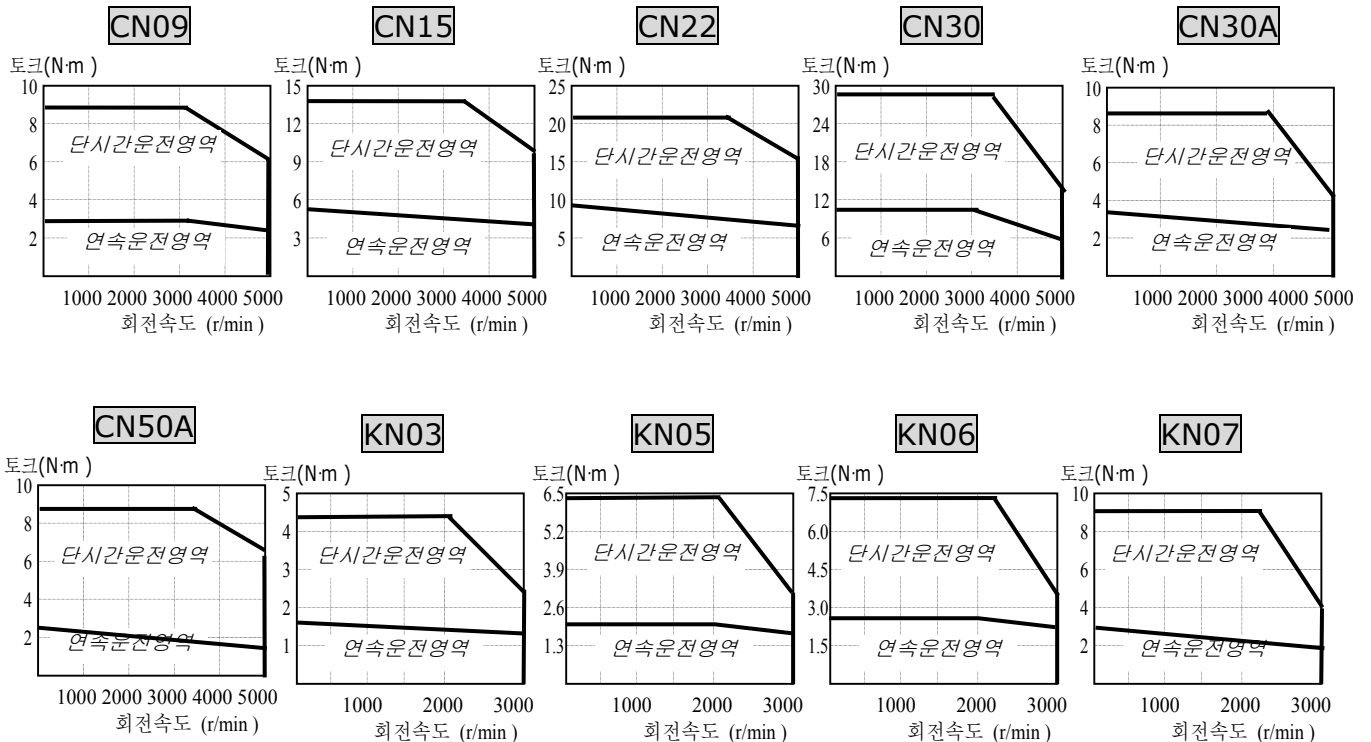 CN09 CN15 CN22 CN30 CN30A
토크(N·m ) 토크(N·m ) 토크(N·m ) 토크(N·m ) 토크(N·m )
10 15 25 30 10
8 12 20 24 8
단시간운전영역 단시간운전영역 단시간운전영역 단시간운전영역 단시간운전영역
6 9 15 18 6
4 6 10 12 4
2 3 5 6 2
연속운전영역 연속운전영역 연속운전영역 연속운전영역 연속운전영역
1000 2000 3000 4000 5000 1000 2000 3000 4000 5000 1000 2000 3000 4000 5000 1000 2000 3000 4000 5000 1000 2000 3000 4000 5000
회전속도 (r/min ) 회전속도 (r/min ) 회전속도 (r/min ) 회전속도 (r/min ) 회전속도 (r/min )
CN50A KN03 KN05 KN06 KN07
토크(N·m ) 토크(N·m ) 토크(N·m ) 토크(N·m ) 토크(N·m )
10 5 6.5 7.5 10
8 4 5.2 6.0 8
단시간운전영역 단시간운전영역 단시간운전영역 단시간운전영역 단시간운전영역
6 3 3.9 4.5 6
4 2 2.6 3.0 4
2 1 1.3 1.5 2
연속운전영역 연속운전영역 연속운전영역 연속운전영역 연속운전영역
1000 2000 3000 4000 5000 1000 2000 3000 1000 2000 3000 1000 2000 3000 1000 2000 3000
회전속도 (r/min ) 회전속도 (r/min ) 회전속도 (r/min ) 회전속도 (r/min ) 회전속도 (r/min )